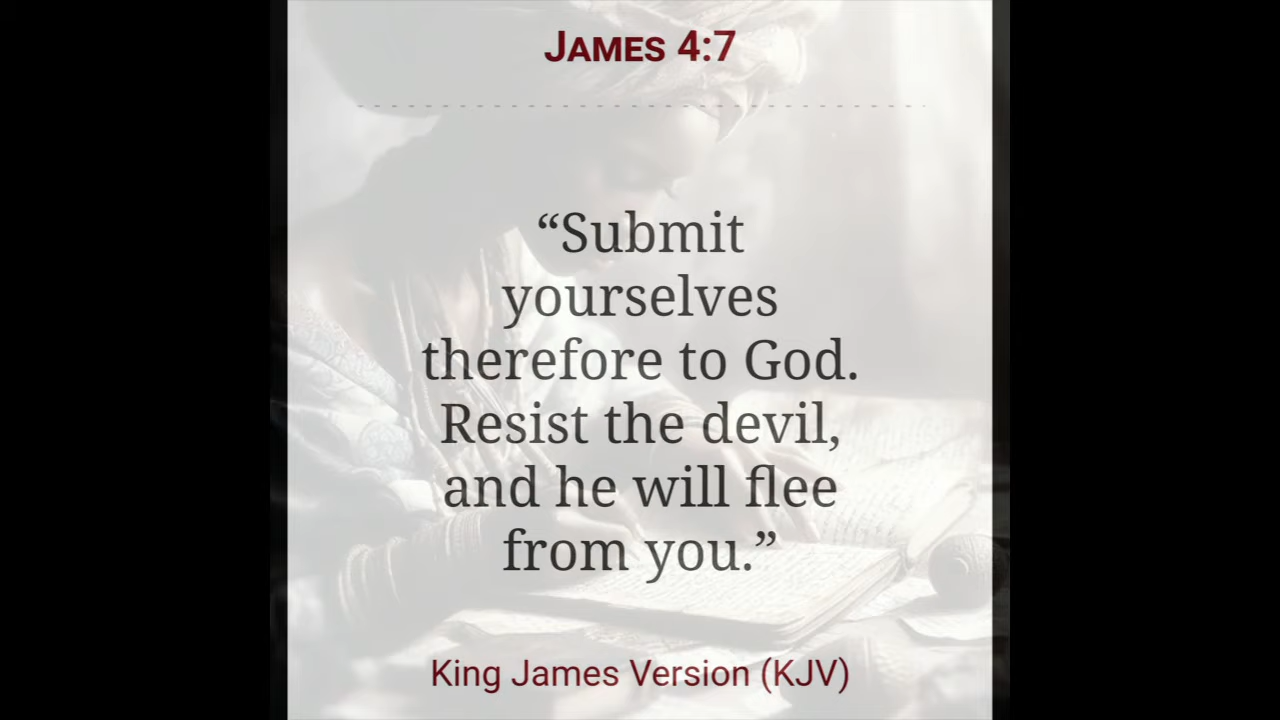 James 4:7
“Submit
yourselves
therefore to God.
Resist the devil,
and he will flee
from you.”
King James Version (KJV)